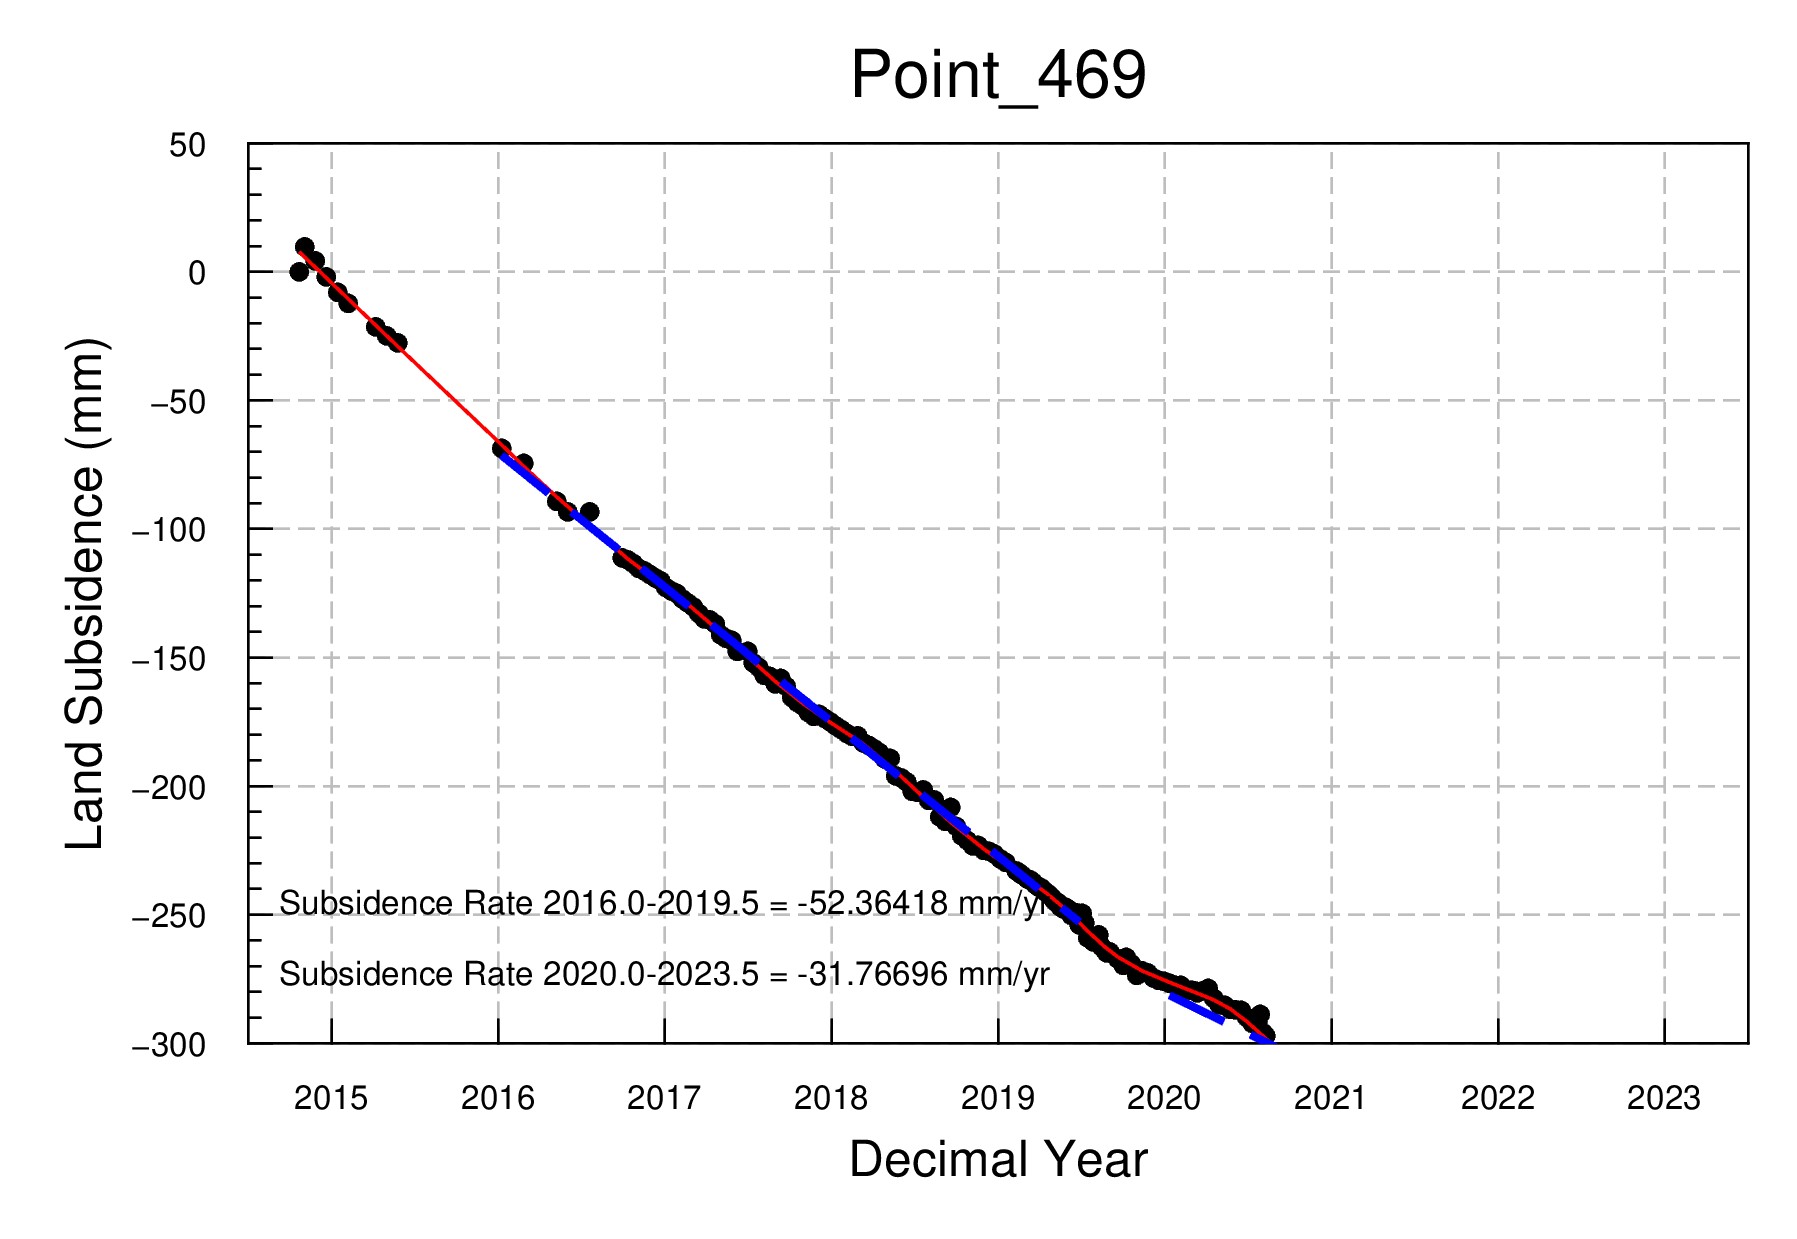 Point_469
50
0
−50
−100
−150
−200
−250
−300
Land Subsidence (mm)
Subsidence Rate 2016.0-2019.5 = -52.36418 mm/yr
Subsidence Rate 2020.0-2023.5 = -31.76696 mm/yr
2015 2016 2017 2018 2019 2020 2021 2022 2023
Decimal Year